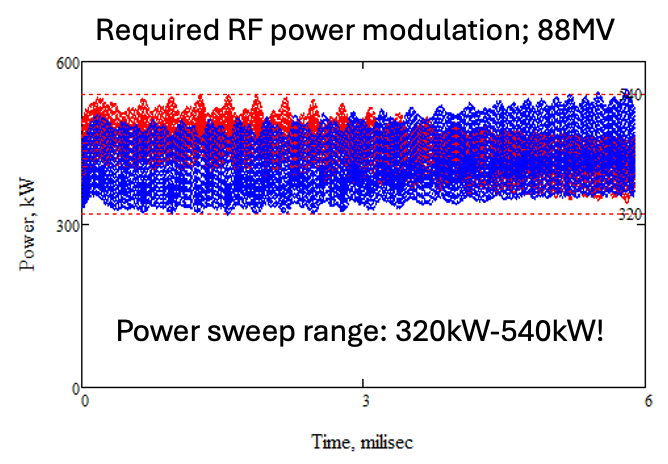 Required RF power modulation; 88MV
600
540
Power, kW
300
320
Power sweep range: 320kW-540kW!
0
0
3
6
Time, milisec